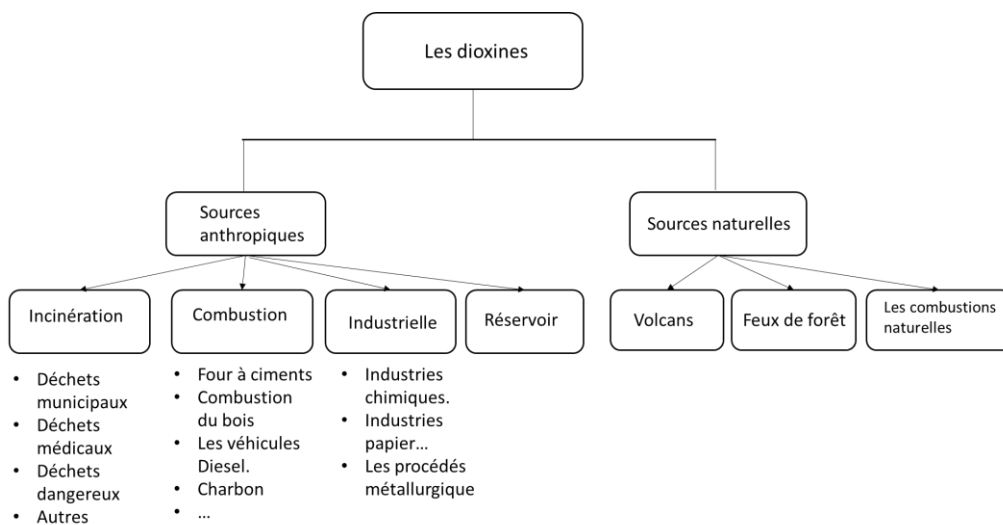 Les dioxines
Sources
anthropiques
Sources naturelles
Incinération
Combustion
Industrielle
Réservoir
Volcans
Feux de forêt
Les combustions
naturelles
• Déchets
municipaux
• Déchets
médicaux
• Déchets
dangereux
• Autres
• Four à ciments
• Combustion
du bois
• Les véhicules
Diesel.
• Charbon
• ...
• Industries
chimiques.
• Industries
papier...
• Les procédés
métallurgique